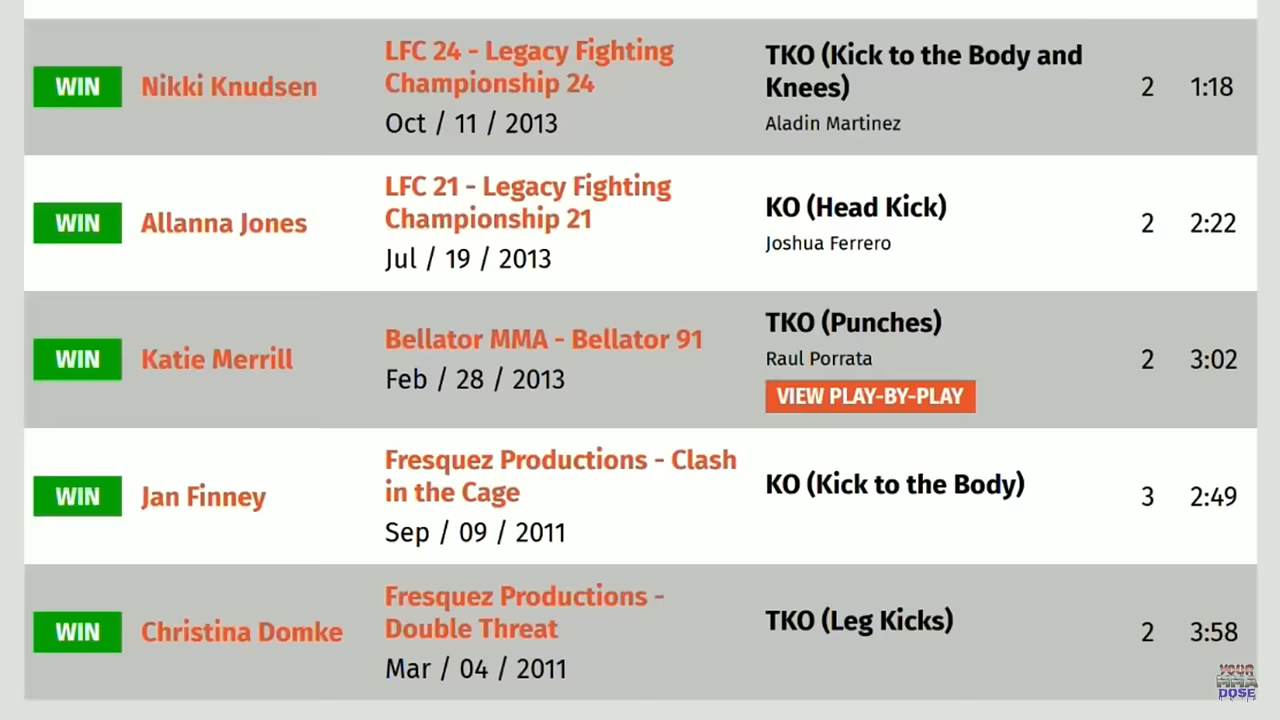 WIN
Nikki Knudsen
LFC 24 - Legacy Fighting
Championship 24
Oct / 11 / 2013
TKO (Kick to the Body and
Knees)
Aladin Martinez
2
1:18
WIN
Allanna Jones
LFC 21 - Legacy Fighting
Championship 21
Jul / 19 / 2013
KO (Head Kick)
Joshua Ferrero
2
2:22
WIN
Katie Merrill
Bellator MMA - Bellator 91
Feb / 28 / 2013
TKO (Punches)
Raul Porrata
VIEW PLAY-BY-PLAY
2
3:02
WIN
Jan Finney
Fresquez Productions - Clash
in the Cage
Sep / 09 / 2011
KO (Kick to the Body)
3
2:49
WIN
Christina Domke
Fresquez Productions -
Double Threat
Mar / 04 / 2011
TKO (Leg Kicks)
2
3:58
YOUR
MMA
DOSE